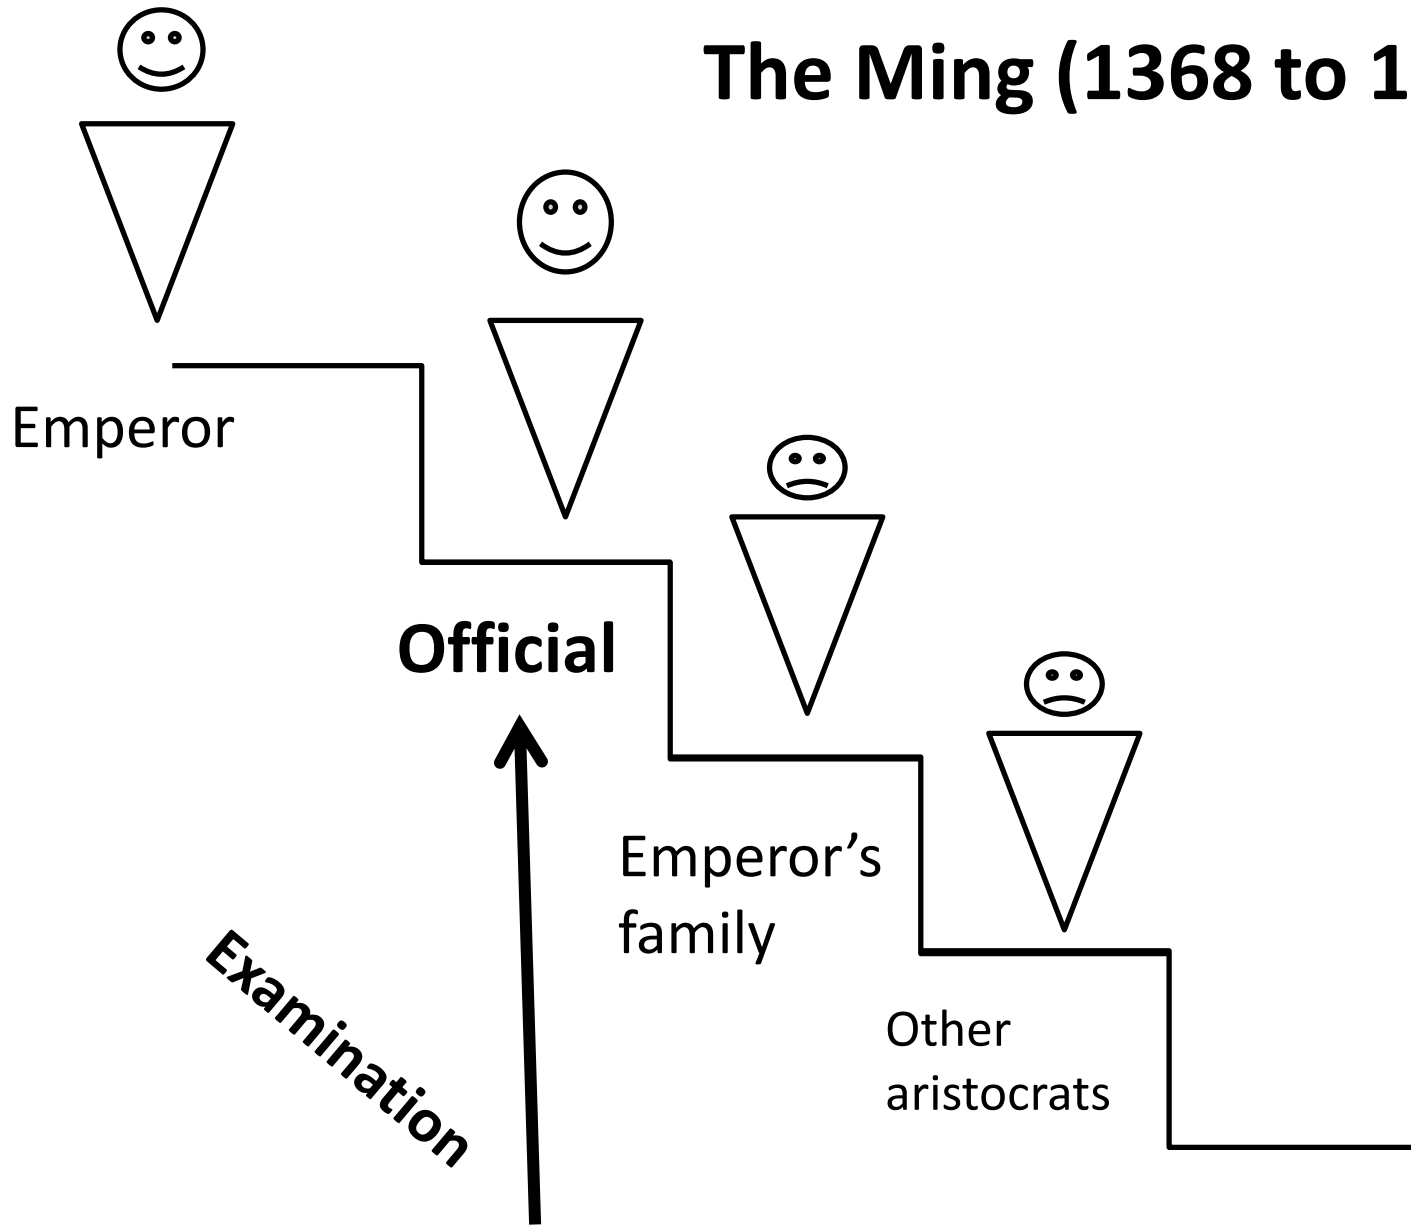 The Ming (1368 to 1
Emperor
Official
Emperor’s
family
Examination
Other
aristocrats